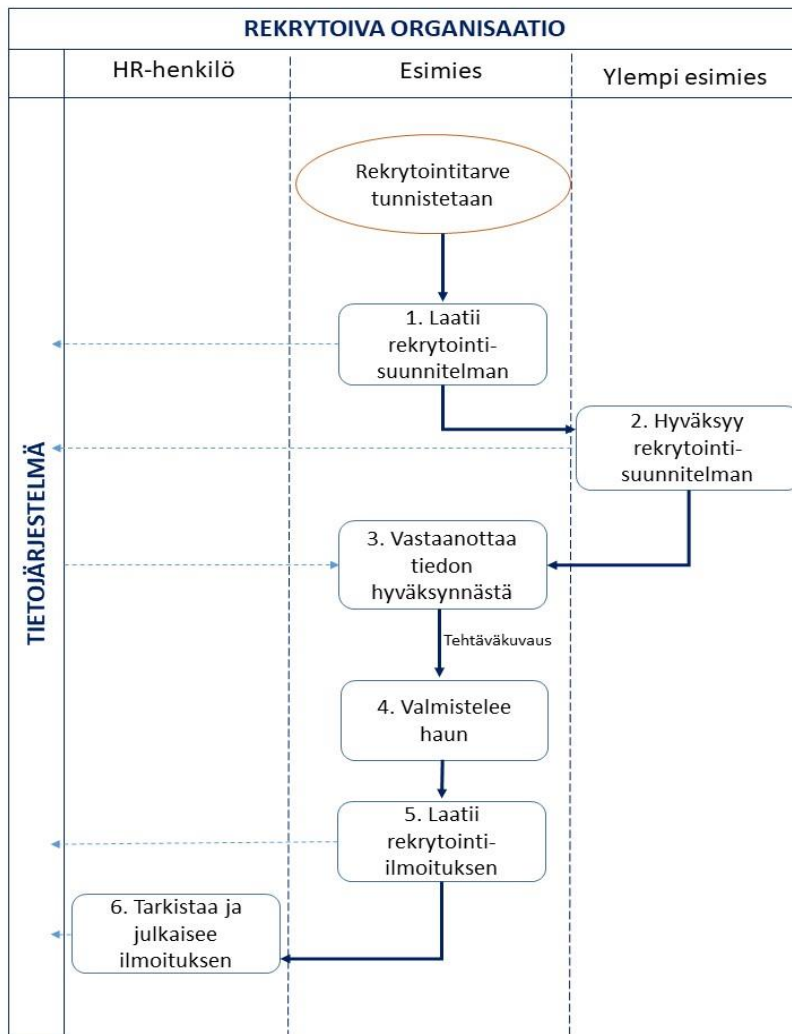 REKRYTOIVA ORGANISAATIO
HR-henkilö
Esimies
Ylempi esimies
TIETOJÄRJESTELMÄ
Rekrytointitarve
tunnistetaan
1. Laatii
rekrytointi-
suunnitelman
2. Hyväksyy
rekrytointi-
suunnitelman
3. Vastaanottaa
tiedon
hyväksynnästä
Tehtäväkuvaus
4. Valmistelee
haun
5. Laatii
rekrytointi-
ilmoituksen
6. Tarkistaa ja
julkaisee
ilmoituksen